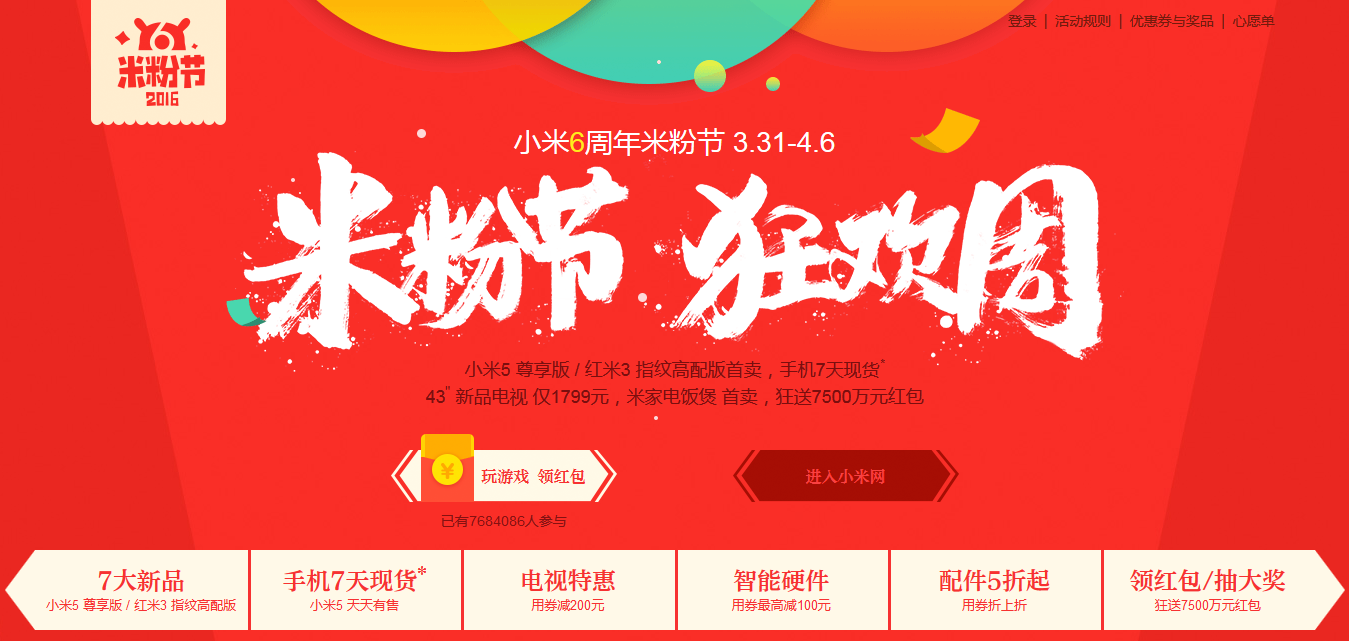 米粉节
2016
登录 | 活动规则 | 优惠券与奖品 | 心愿单
小米6周年米粉节 3.31-4.6
米粉节 狂欢周
小米5 尊享版 / 红米3 指纹高配版首卖，手机7天现货*
43" 新品电视 仅1799元，米家电饭煲 首卖，狂送7500万元红包
¥
玩游戏 领红包
进入小米网
已有7684086人参与
7大新品
小米5 尊享版 / 红米3 指纹高配版
手机7天现货*
小米5 天天有售
电视特惠
用券减200元
智能硬件
用券最高减100元
配件5折起
用券折上折
领红包/抽大奖
狂送7500万元红包